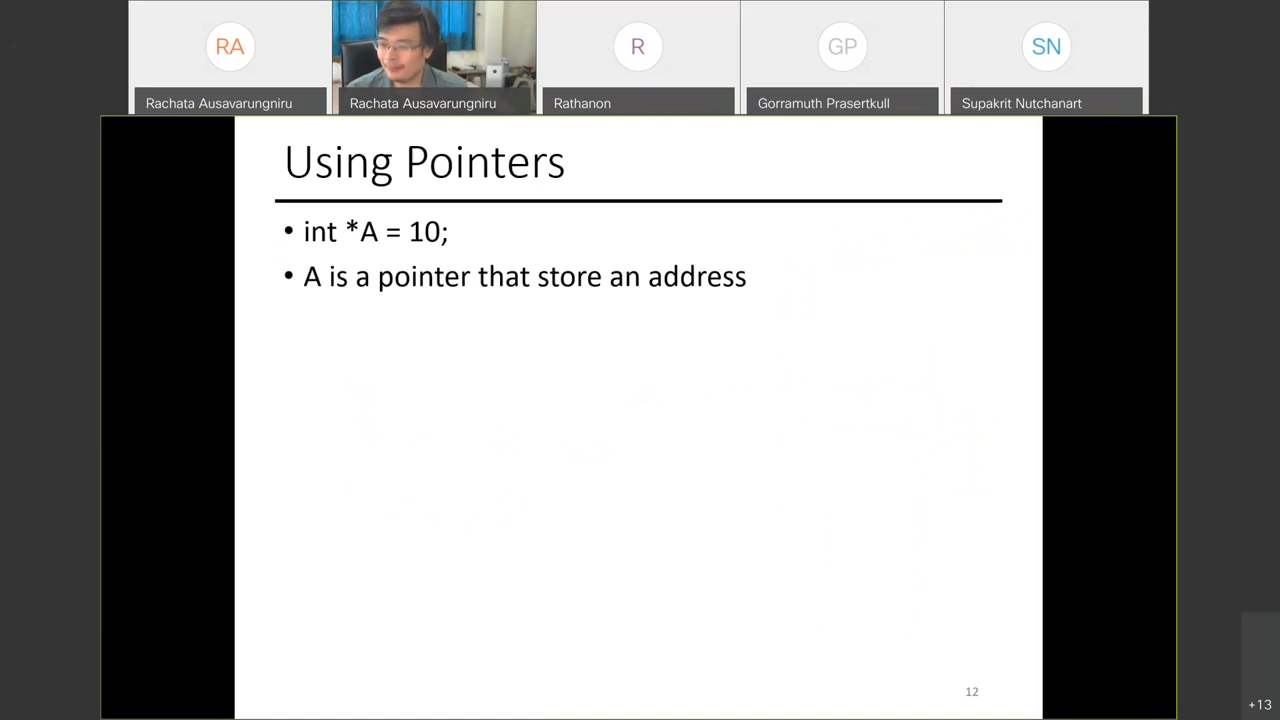 RA
R
GP
SN
Rachata Ausavarungniru
Rachata Ausavarungniru
Rathanon
Gorramuth Prasertkull
Supakrit Nutchanart
Using Pointers
• int *A = 10;
• A is a pointer that store an address
12
+13